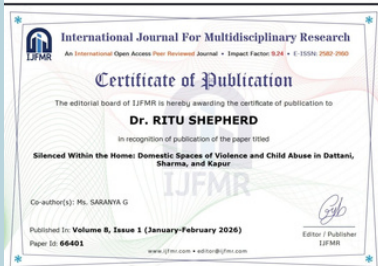 International Journal For Multidisciplinary Research
An International Open Access Peer Reviewed Journal • Impact Factor: 9.24 • E-ISSN: 2582-2160
IJFMR
Certificate of Publication
The editorial board of IJFMR is hereby awarding the certificate of publication to
Dr. RITU SHEPHERD
in recognition of publication of the paper titled
Silenced Within the Home: Domestic Spaces of Violence and Child Abuse in Dattani,
Sharma, and Kapur
IJFMR
Co-author(s): Ms. SARANYA G
Published In: Volume 8, Issue 1 (January-February 2026)
Paper Id: 66401
Editor / Publisher
IJFMR
www.ijfmr.com • editor@ijfmr.com